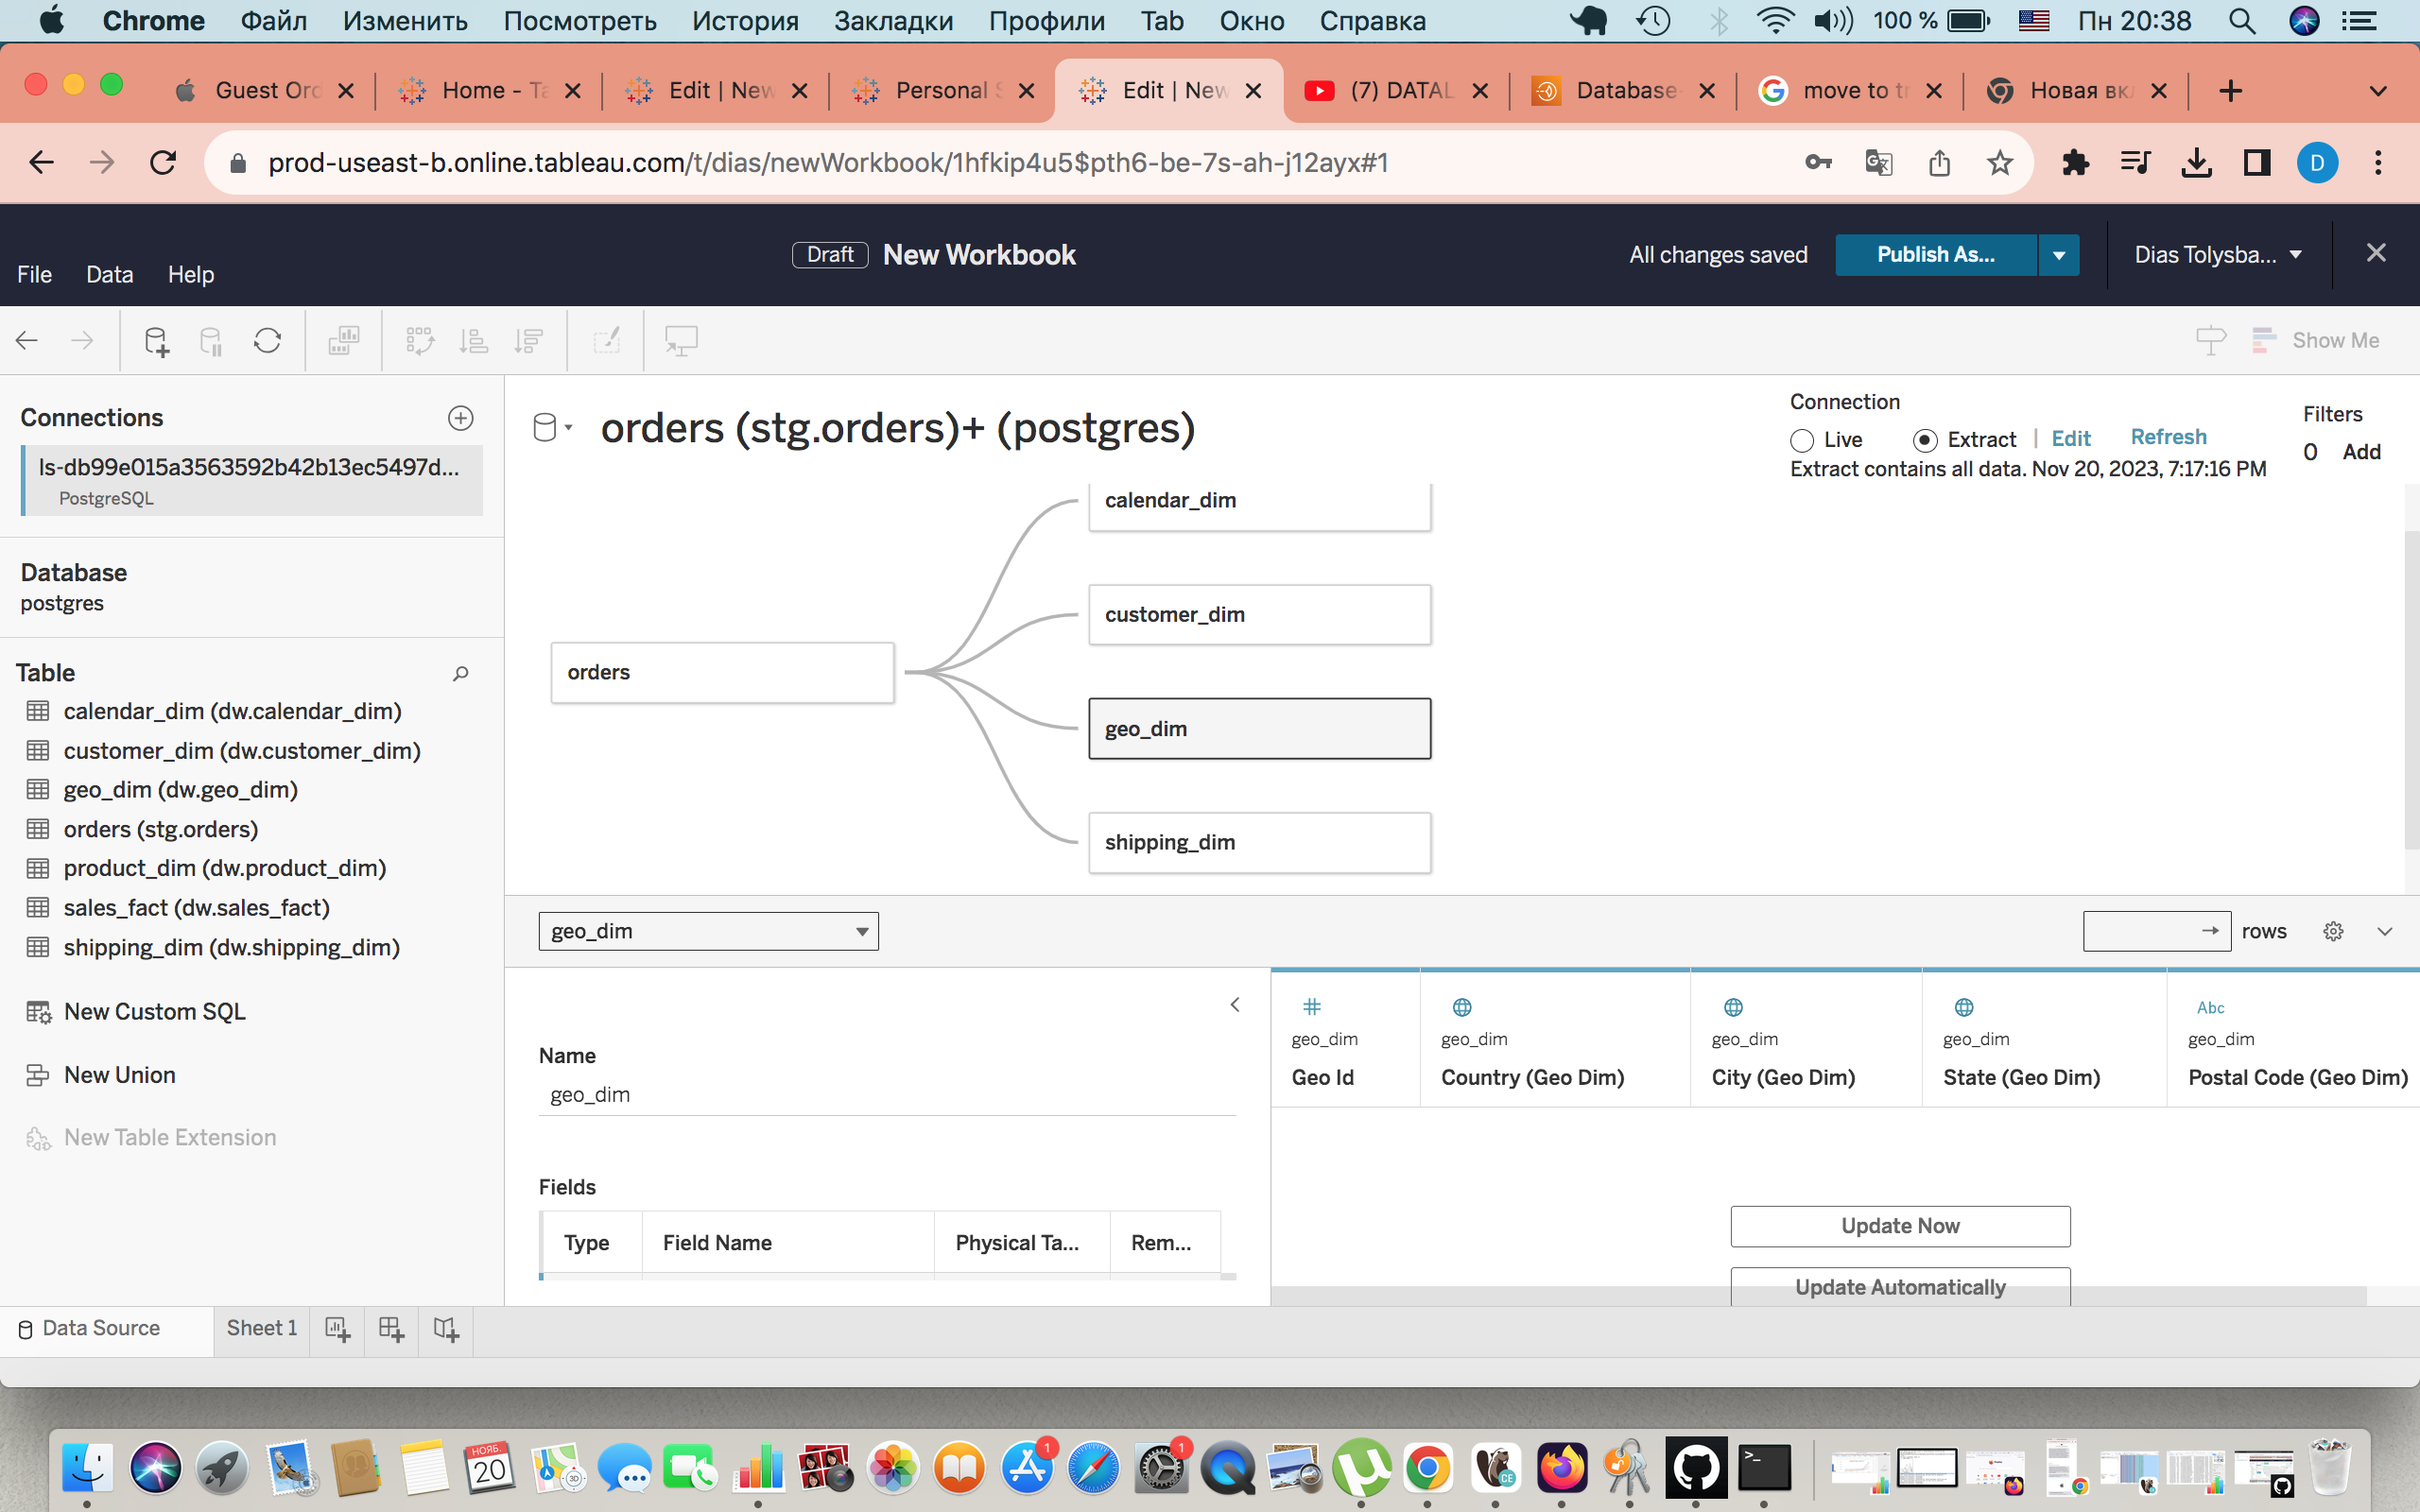 Chrome Файл Изменить Посмотреть История Закладки Профили Tab Окно Справка 100 % Пн 20:38
Guest Orc Home - Ta Edit | New Personal S Edit | New (7) DATAL Database- move to tr Новая вк
prod-useast-b.online.tableau.com/t/dias/newWorkbook/1hfkip4u5$pth6-be-7s-ah-j12ayx#1 D
File Data Help Draft New Workbook All changes saved Publish As... Dias Tolysba...
Show Me
Connections
ls-db99e015a3563592b42b13ec5497d...
PostgreSQL
Database
postgres
Table
calendar_dim (dw.calendar_dim)
customer_dim (dw.customer_dim)
geo_dim (dw.geo_dim)
orders (stg.orders)
product_dim (dw.product_dim)
sales_fact (dw.sales_fact)
shipping_dim (dw.shipping_dim)
New Custom SQL
New Union
New Table Extension
orders (stg.orders)+ (postgres)
Connection
Live Extract | Edit Refresh
Extract contains all data. Nov 20, 2023, 7:17:16 PM
Filters
0 Add
calendar_dim
customer_dim
orders
geo_dim
shipping_dim
geo_dim
rows
Name
geo_dim
Fields
Type Field Name Physical Ta... Rem...
Abc
geo_dim geo_dim geo_dim geo_dim geo_dim
Geo Id Country (Geo Dim) City (Geo Dim) State (Geo Dim) Postal Code (Geo Dim)
Update Now
Update Automatically
Data Source Sheet 1
НОЯБ.
20
3D
1
1
CE